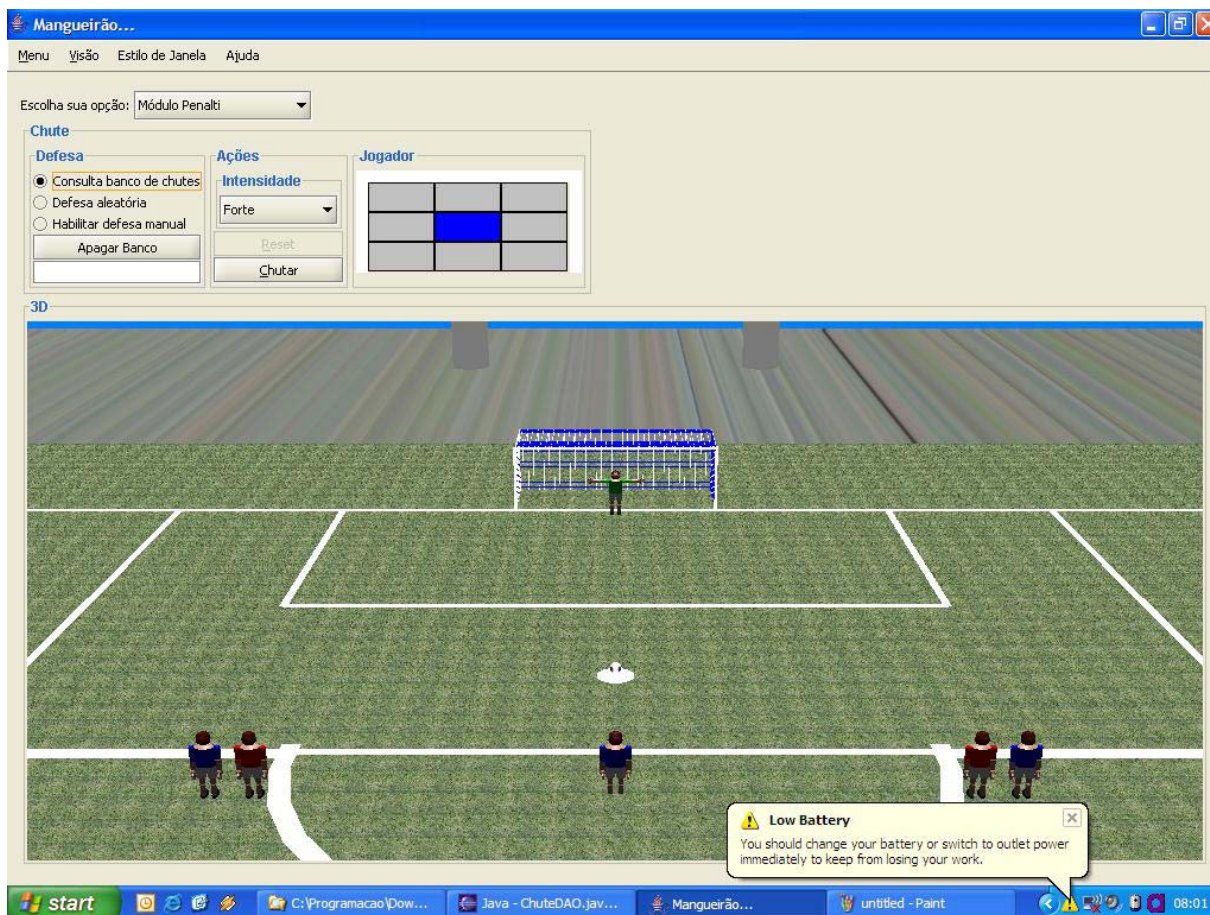 Mangueirão...
Menu Visão Estilo de Janela Ajuda
Escolha sua opção: Módulo Penalti
Chute
Defesa
Consulta banco de chutes
Defesa aleatória
Habilitar defesa manual
Apagar Banco
Ações
Intensidade
Forte
Reset
Chutar
Jogador
3D
Low Battery
You should change your battery or switch to outlet power
immediately to keep from losing your work.
start C:\Programacao\Dow... Java - ChuteDAO.jav... Mangueirão... untitled - Paint 08:01